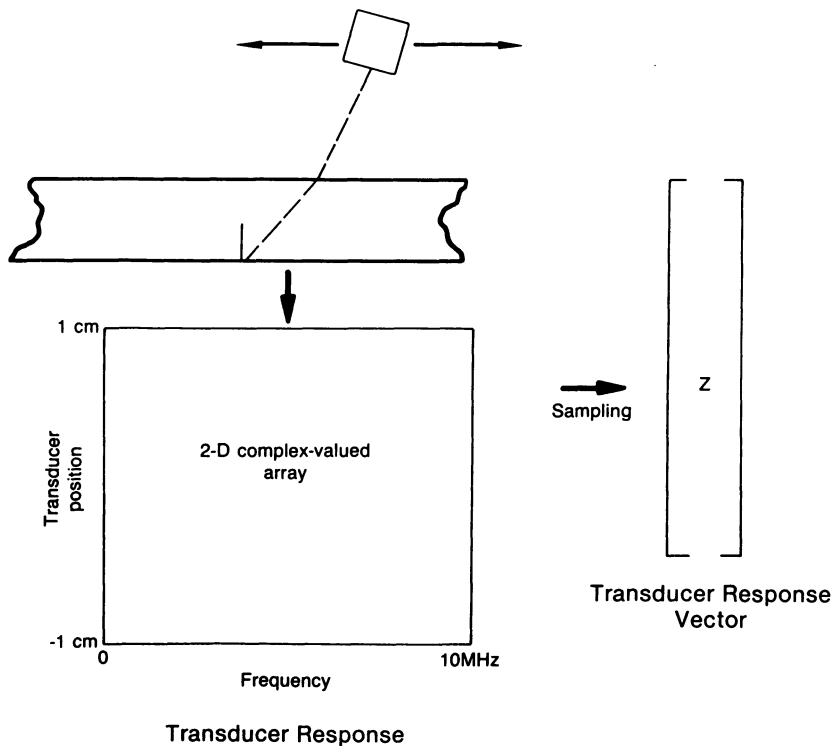 1 cm
Transducer
position
2-D complex-valued
array
-1 cm
0
10MHz
Frequency
Transducer Response
Sampling
Z
Transducer Response
Vector